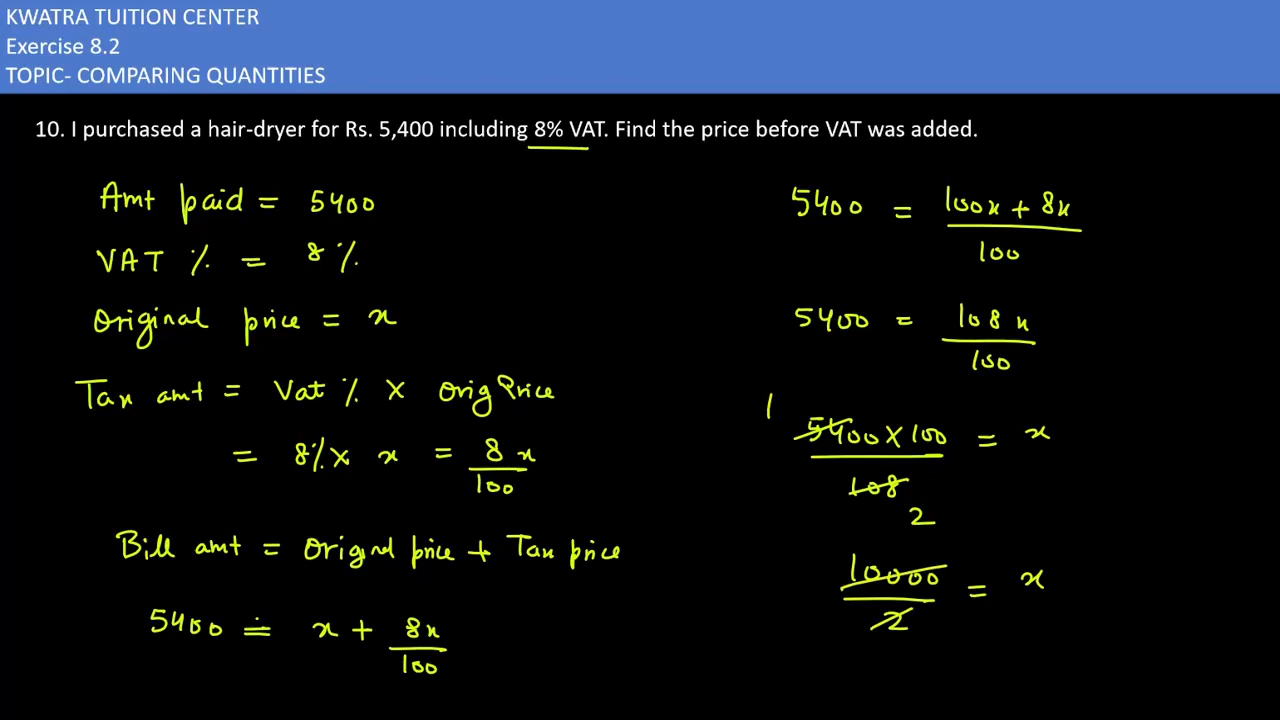 KWATRA TUITION CENTER
Exercise 8.2
TOPIC- COMPARING QUANTITIES
10. I purchased a hair-dryer for Rs. 5,400 including 8% VAT. Find the price before VAT was added.
Amt paid = 5400
VAT % = 8%
Original price = x
Tax amt = Vat % × Orig Price
= 8% × x = 8x/100
Bill amt = Original price + Tax price
5400 = x + 8x/100
5400 = 100x + 8x/100
5400 = 108x/100
1
5400 × 100/108 = x
2
10000/2 = x